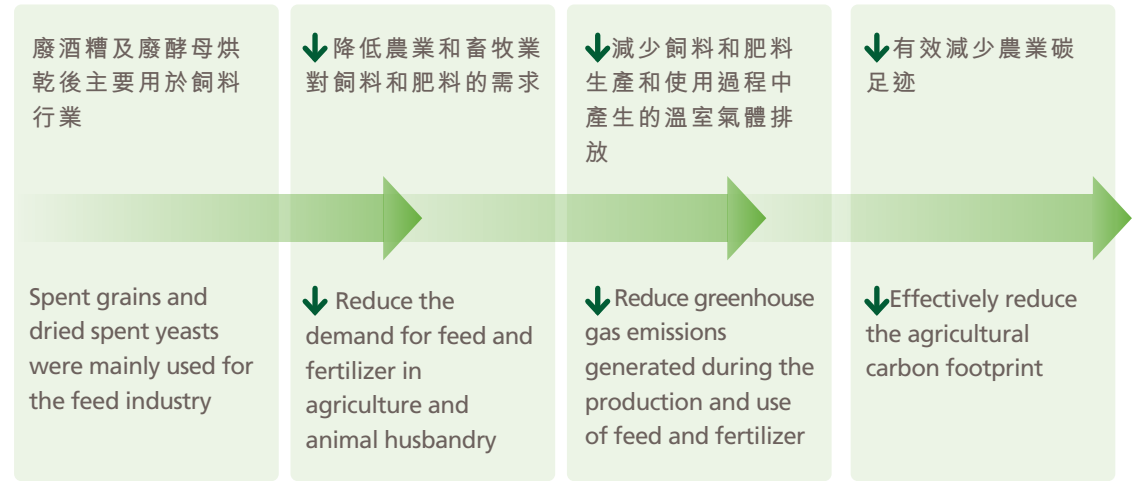 廢酒糟及廢酵母烘
乾後主要用於飼料
行業
降低農業和畜牧業
對飼料和肥料的需求
減少飼料和肥料
生產和使用過程中
產生的溫室氣體排
放
有效減少農業碳
足迹
Spent grains and
dried spent yeasts
were mainly used for
the feed industry
Reduce the
demand for feed and
fertilizer in
agriculture and
animal husbandry
Reduce greenhouse
gas emissions
generated during the
production and use
of feed and fertilizer
Effectively reduce
the agricultural
carbon footprint